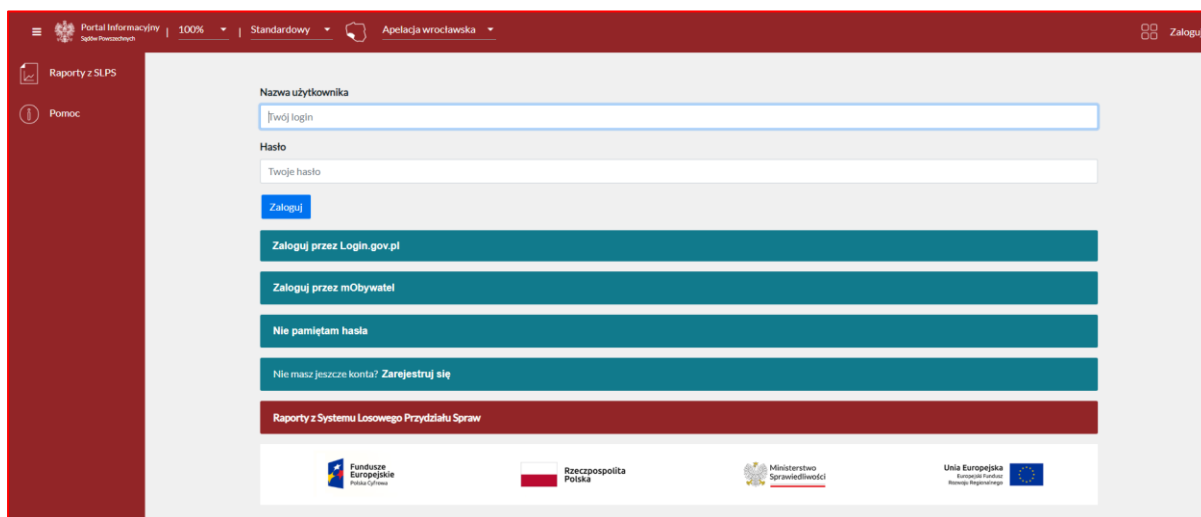 Portal Informacyjny | 100% | Standardowy Apelacja wrocławska Zaloguj
Sądów Powszechnych
Raporty z SLPS
Pomoc
Nazwa użytkownika
Twój login
Hasło
Twoje hasło
Zaloguj
Zaloguj przez Login.gov.pl
Zaloguj przez mObywatel
Nie pamiętam hasła
Nie masz jeszcze konta? Zarejestruj się
Raporty z Systemu Losowego Przydziału Spraw
Fundusze
Europejskie
Polska Cyfrowa
Rzeczpospolita
Polska
Ministerstwo
Sprawiedliwości
Unia Europejska
Europejski Fundusz
Rozwoju Regionalnego